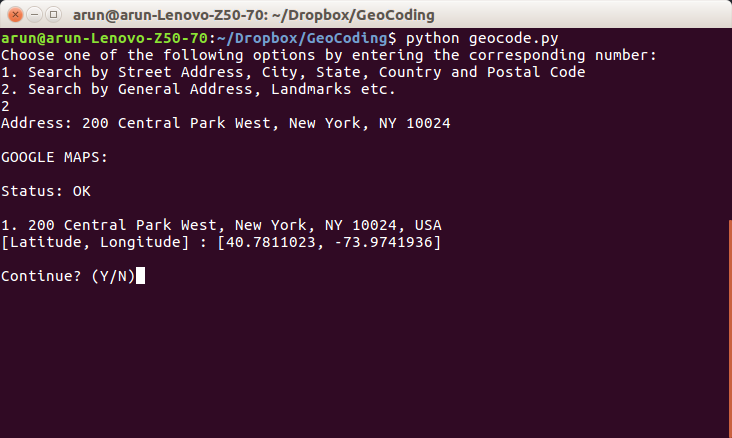 arun@arun-Lenovo-Z50-70: ~/Dropbox/GeoCoding
arun@arun-Lenovo-Z50-70:~/Dropbox/GeoCoding$ python geocode.py
Choose one of the following options by entering the corresponding number:
1. Search by Street Address, City, State, Country and Postal Code
2. Search by General Address, Landmarks etc.
2
Address: 200 Central Park West, New York, NY 10024
GOOGLE MAPS:
Status: OK
1. 200 Central Park West, New York, NY 10024, USA
[Latitude, Longitude] : [40.7811023, -73.9741936]
Continue? (Y/N)